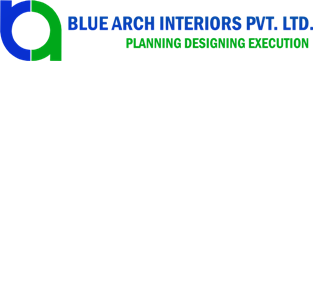 BLUE ARCH INTERIORS PVT. LTD.
PLANNING DESIGNING EXECUTION